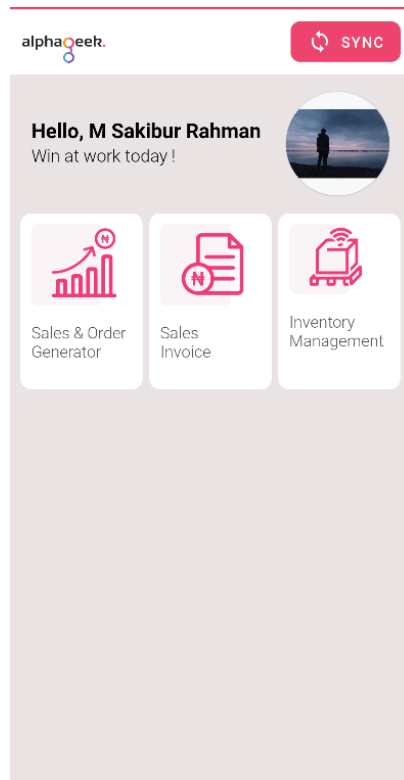 alphageek.
SYNC
Hello, M Sakibur Rahman
Win at work today !
₦
₦
Sales & Order
Generator
Sales
Invoice
Inventory
Management